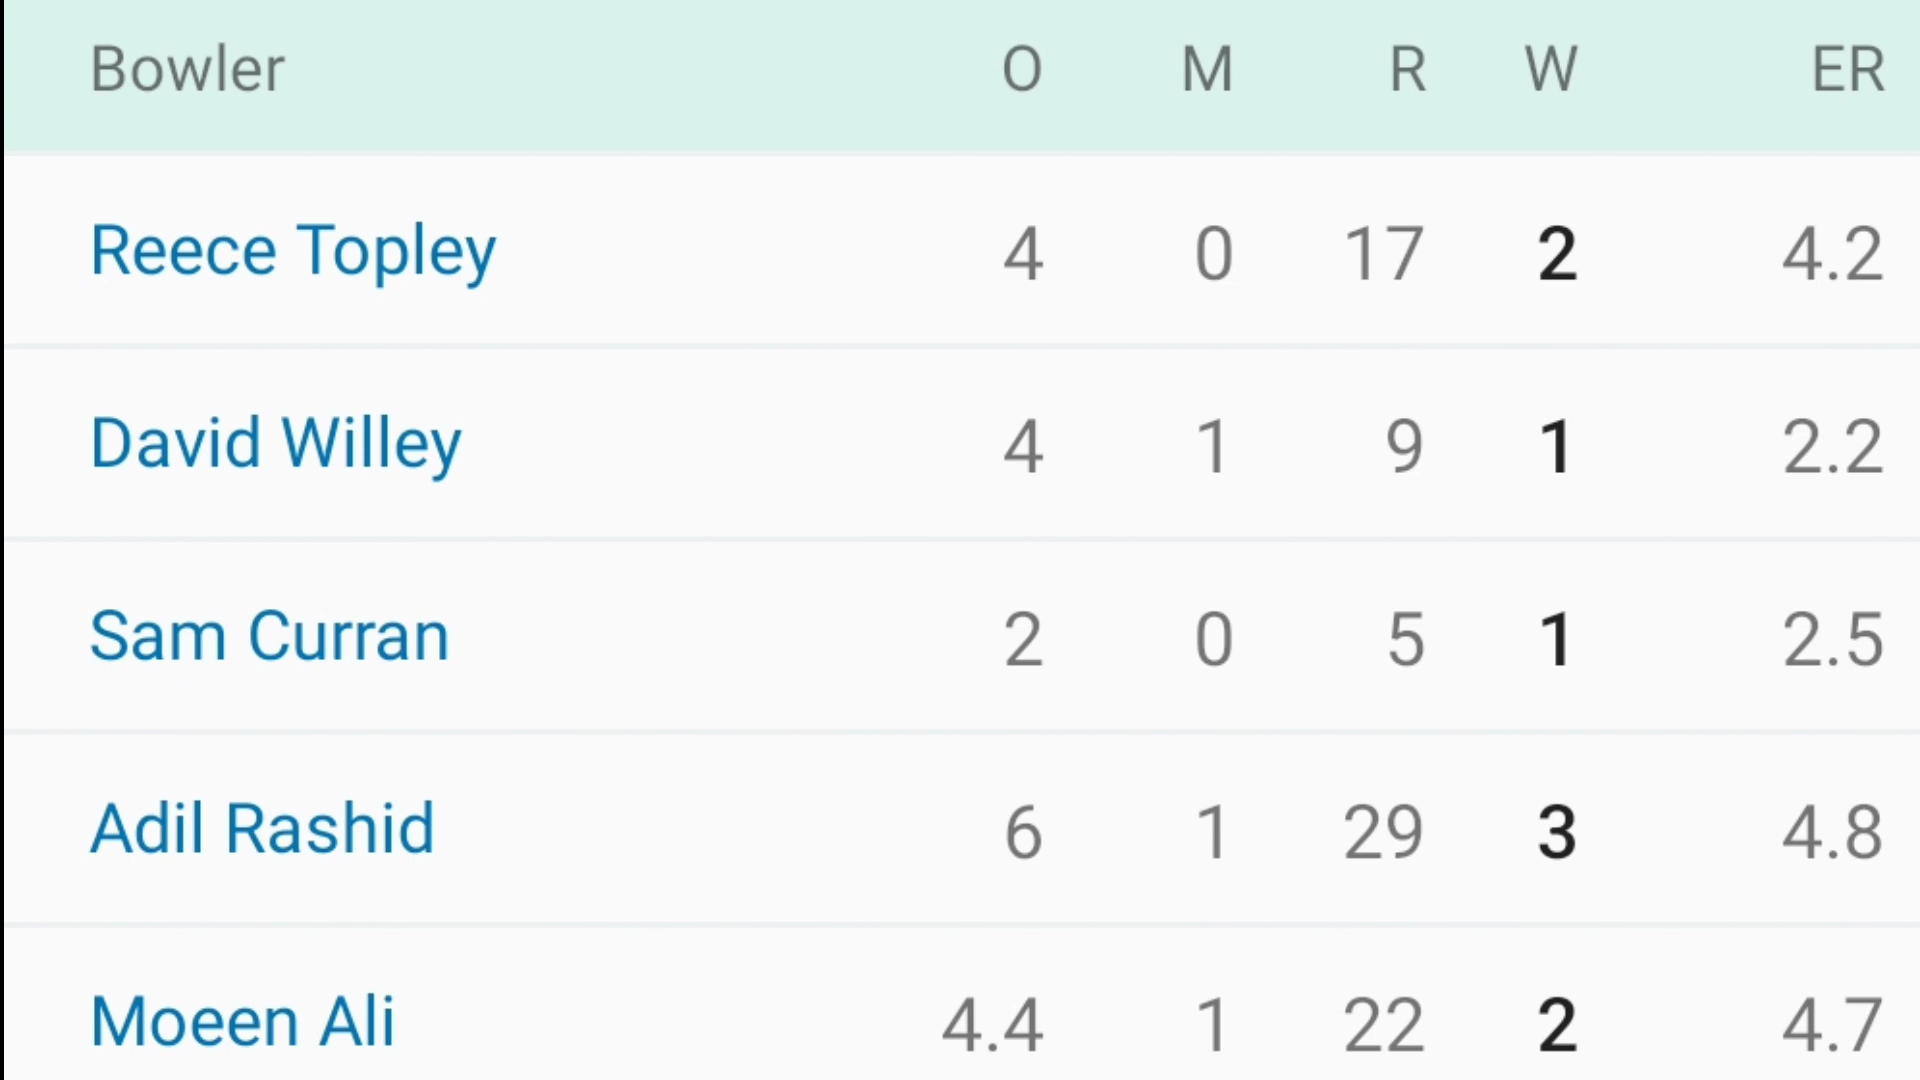 Bowler O M R W ER
Reece Topley 4 0 17 2 4.2
David Willey 4 1 9 1 2.2
Sam Curran 2 0 5 1 2.5
Adil Rashid 6 1 29 3 4.8
Moeen Ali 4.4 1 22 2 4.7